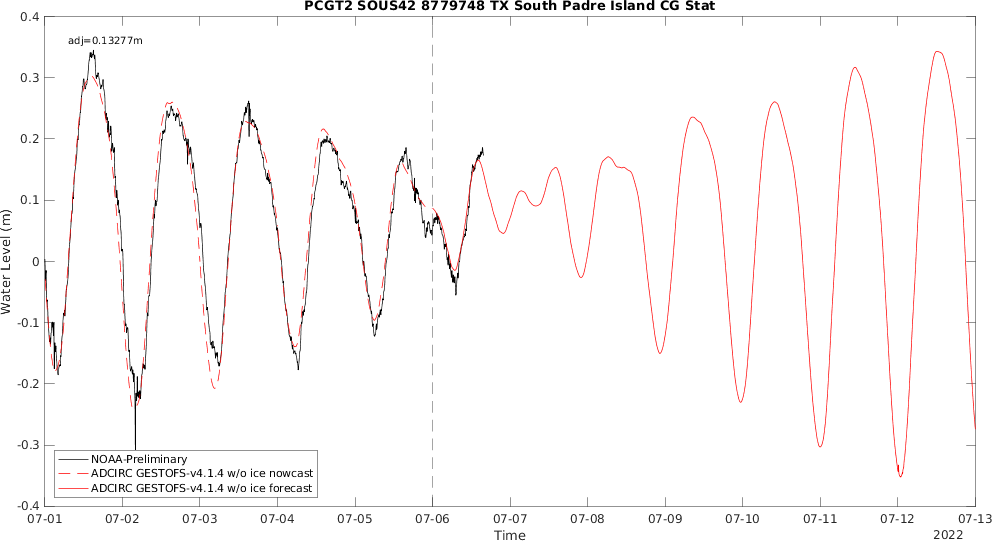 PCGT2 SOUS42 8779748 TX South Padre Island CG Stat
adj=0.13277m
0.4
0.3
0.2
0.1
0
-0.1
-0.2
-0.3
-0.4
Water Level (m)
NOAA-Preliminary
ADCIRC GESTOFS-v4.1.4 w/o ice nowcast
ADCIRC GESTOFS-v4.1.4 w/o ice forecast
07-01 07-02 07-03 07-04 07-05 07-06 07-07 07-08 07-09 07-10 07-11 07-12 07-13
Time
2022